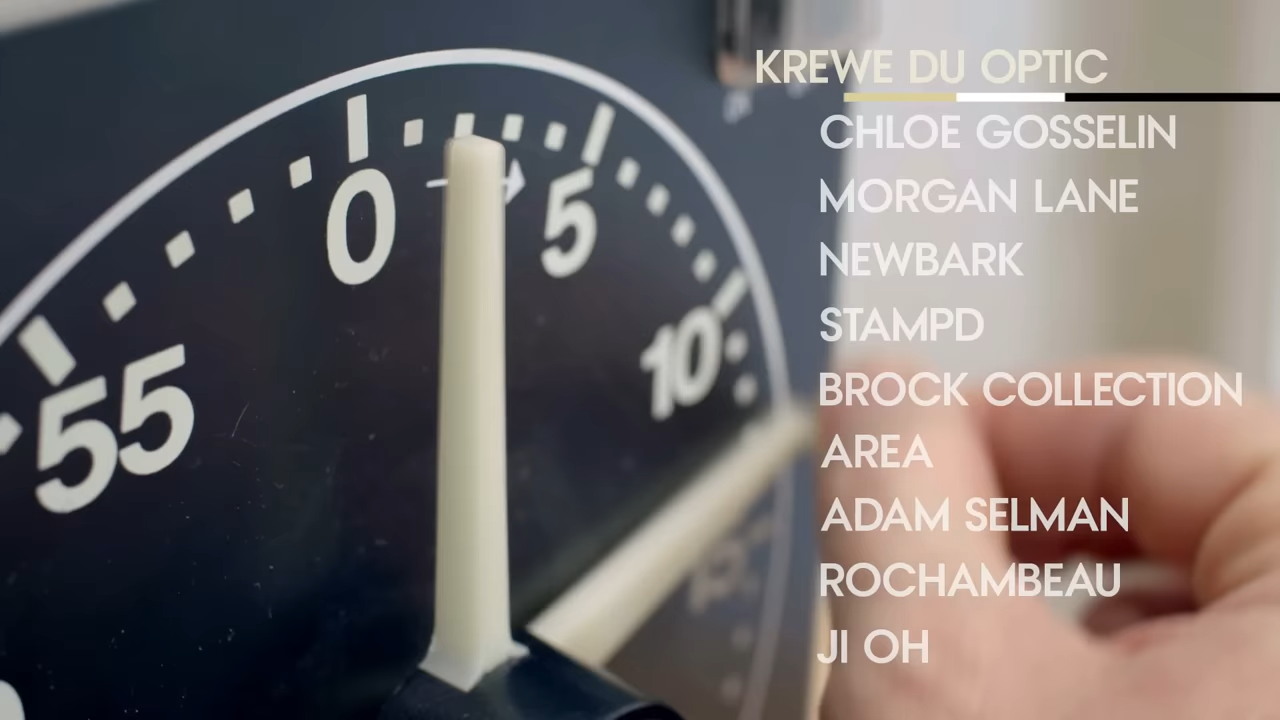 KREWE DU OPTIC
CHLOE GOSSELIN
MORGAN LANE
NEWBARK
STAMPD
BROCK COLLECTION
AREA
ADAM SELMAN
ROCHAMBEAU
JI OH
0
5
10
55